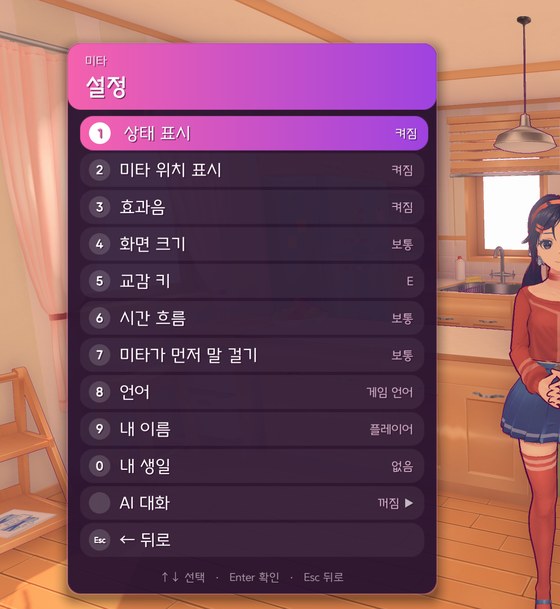 미타
설정
1 상태 표시 켜짐
2 미타 위치 표시 켜짐
3 효과음 켜짐
4 화면 크기 보통
5 교감 키 E
6 시간 흐름 보통
7 미타가 먼저 말 걸기 보통
8 언어 게임 언어
9 내 이름 플레이어
0 내 생일 없음
AI 대화 꺼짐 ▶
Esc ← 뒤로
↑↓ 선택 · Enter 확인 · Esc 뒤로